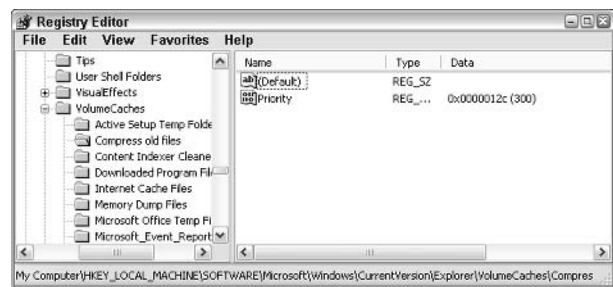 Registry Editor
File Edit View Favorites Help
Tips
User Shell Folders
VisualEffects
VolumeCaches
Active Setup Temp Folde
Compress old files
Content Indexer Cleane
Downloaded Program Fil
Internet Cache Files
Memory Dump Files
Microsoft Office Temp Fi
Microsoft_Event_Report
Name Type Data
ab (Default) REG_SZ
Priority REG_... 0x0000012c (300)
My Computer\HKEY_LOCAL_MACHINE\SOFTWARE\Microsoft\Windows\CurrentVersion\Explorer\VolumeCaches\Compres